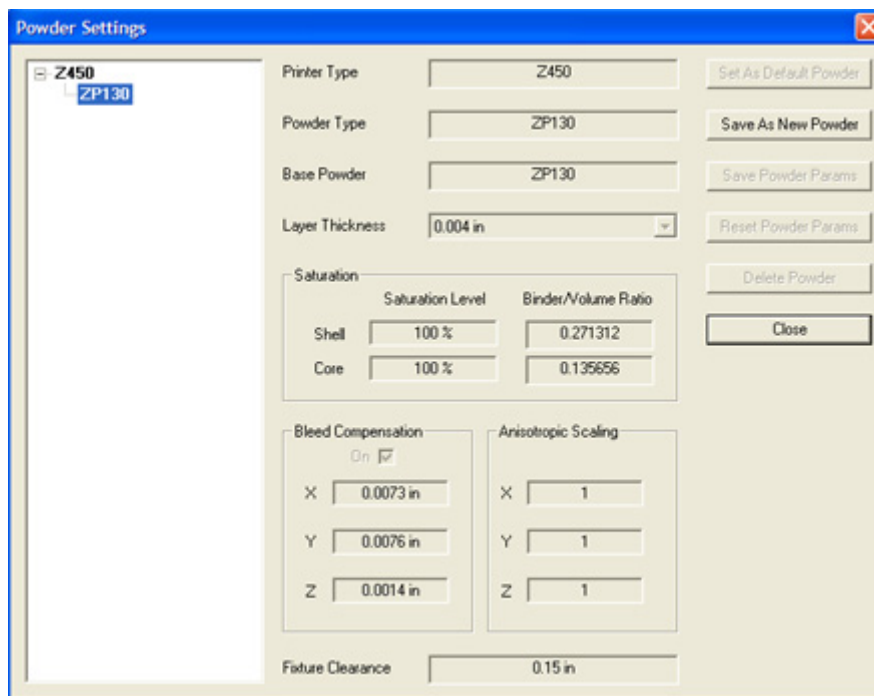 Powder Settings
Z450
ZP130
Printer Type Z450
Powder Type ZP130
Base Powder ZP130
Layer Thickness 0.004 in
Saturation
Saturation Level Binder/Volume Ratio
Shell 100 % 0.271312
Core 100 % 0.135656
Bleed Compensation
On
X 0.0073 in
Y 0.0076 in
Z 0.0014 in
Anisotropic Scaling
X 1
Y 1
Z 1
Fixture Clearance 0.15 in
Set As Default Powder
Save As New Powder
Save Powder Params
Reset Powder Params
Delete Powder
Close